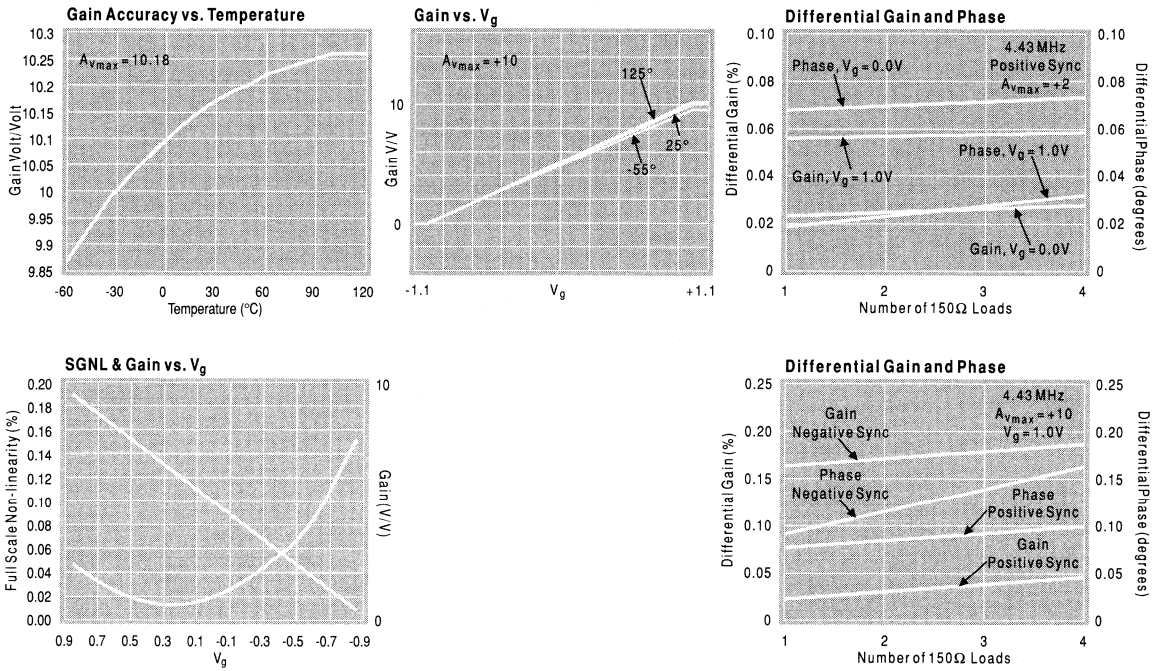 Gain Accuracy vs. Temperature
10.3
10.25
10.2
10.15
10.1
10.05
10
9.95
9.9
9.85
Gain Volt/Volt
Avmax = 10.18
-60 -30 0 30 60 90 120
Temperature (°C)
Gain vs. Vg
Avmax = +10
125°
25°
-55°
10
0
Gain V/V
-1.1 Vg +1.1
Differential Gain and Phase
0.10
0.08
0.06
0.04
0.02
0
Differential Gain (%)
4.43 MHz
Positive Sync
Avmax = +2
Phase, Vg = 0.0V
Phase, Vg = 1.0V
Gain, Vg = 1.0V
Gain, Vg = 0.0V
0.10
0.08
0.06
0.04
0.02
0
Differential Phase (degrees)
1 2 3 4
Number of 150Ω Loads
SGNL & Gain vs. Vg
0.20
0.18
0.16
0.14
0.12
0.10
0.08
0.06
0.04
0.02
0.00
Full Scale Non-linearity (%)
10
0
Gain (V/V)
0.9 0.7 0.5 0.3 0.1 -0.1 -0.3 -0.5 -0.7 -0.9
Vg
Differential Gain and Phase
0.25
0.20
0.15
0.10
0.05
0
Differential Gain (%)
4.43 MHz
Avmax = +10
Vg = 1.0V
Gain
Negative Sync
Phase
Negative Sync
Phase
Positive Sync
Gain
Positive Sync
0.25
0.20
0.15
0.10
0.05
0
Differential Phase (degrees)
1 2 3 4
Number of 150Ω Loads